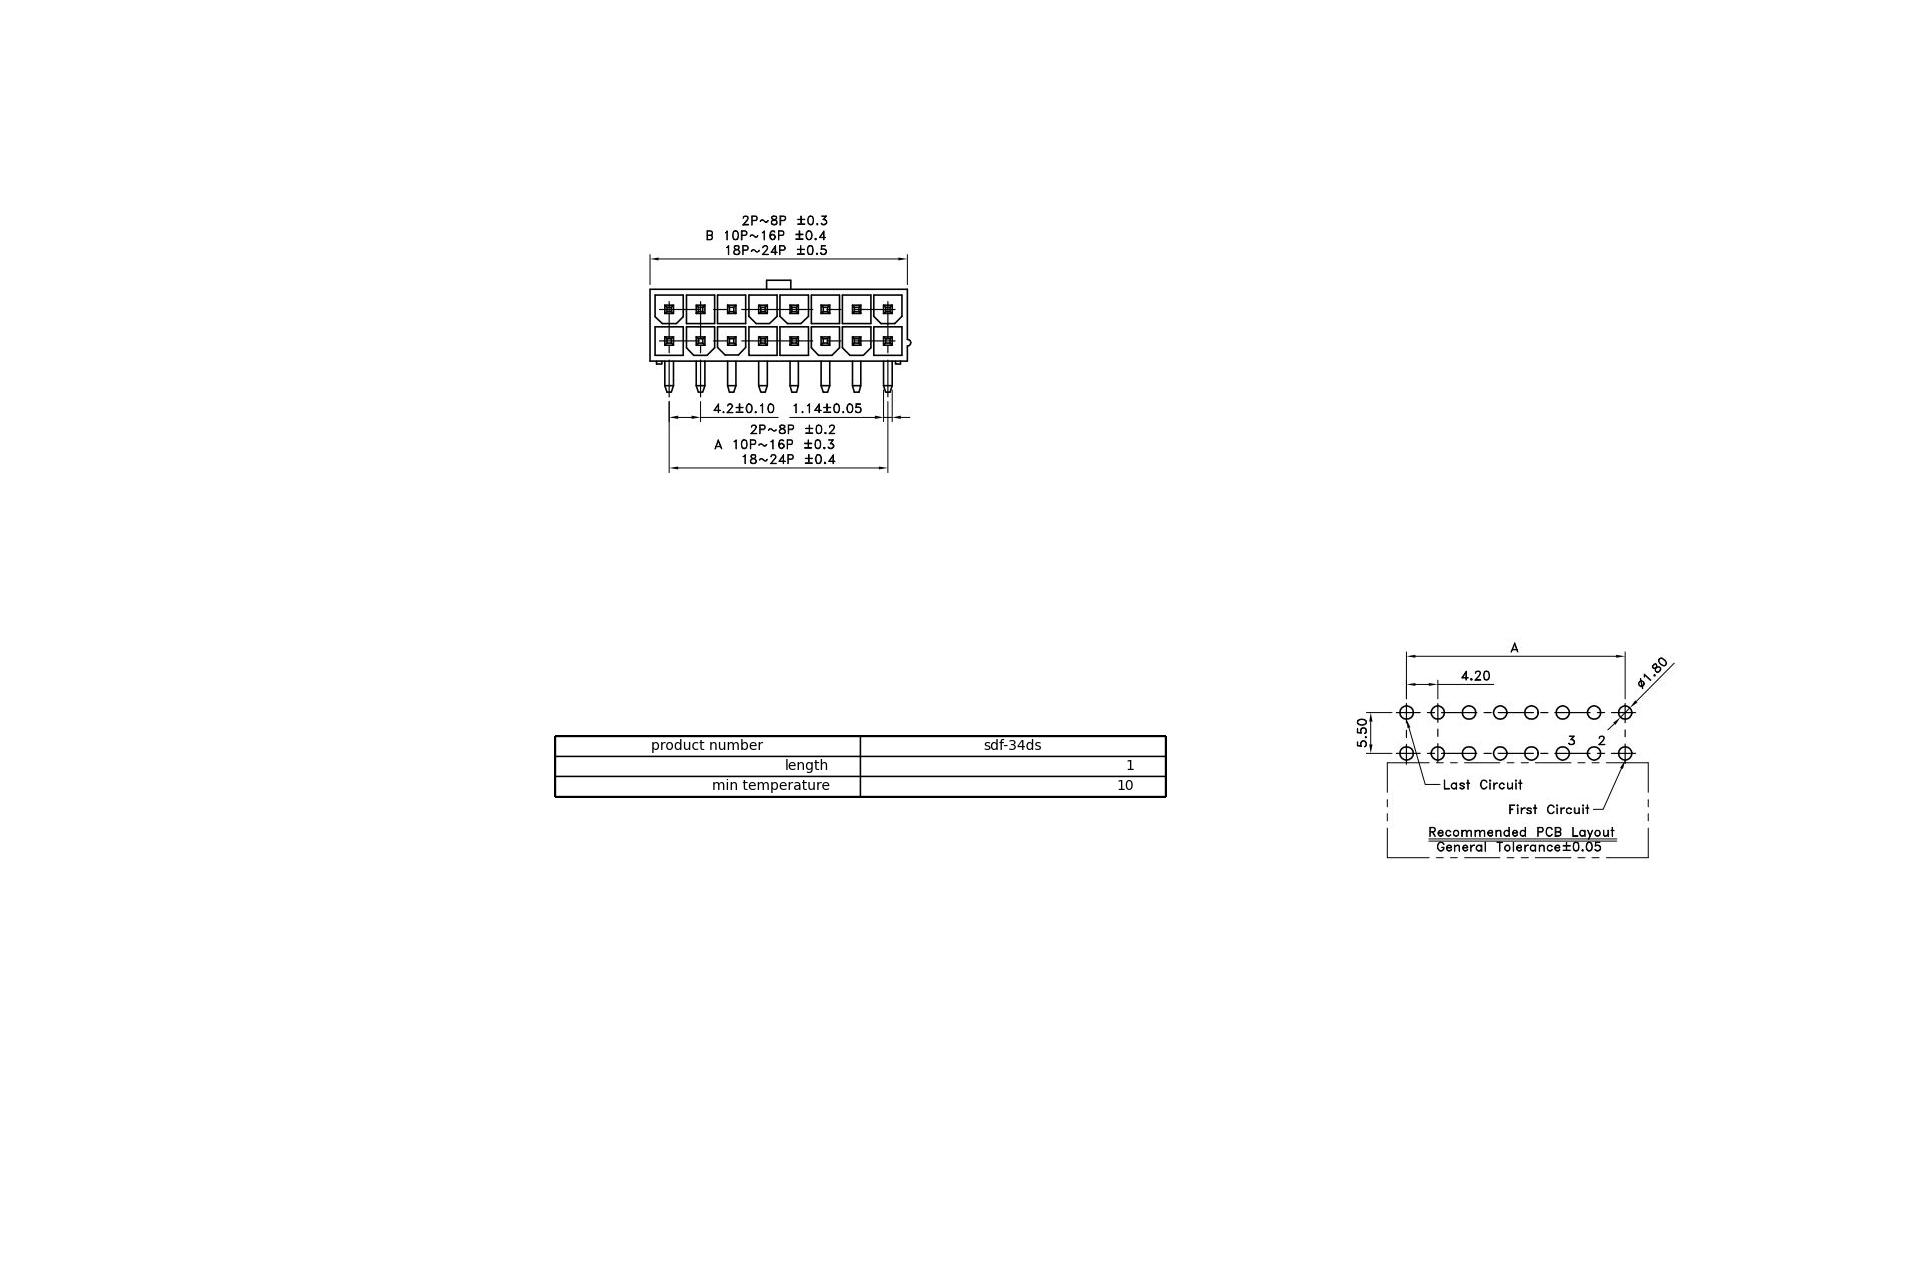 2P~8P ±0.3
B 10P~16P ±0.4
18P~24P ±0.5
4.2±0.10 1.14±0.05
2P~8P ±0.2
A 10P~16P ±0.3
18~24P ±0.4
product number sdf-34ds
length 1
min temperature 10
A
4.20
ø1.80
5.50
3 2
Last Circuit
First Circuit
Recommended PCB Layout
General Tolerance±0.05